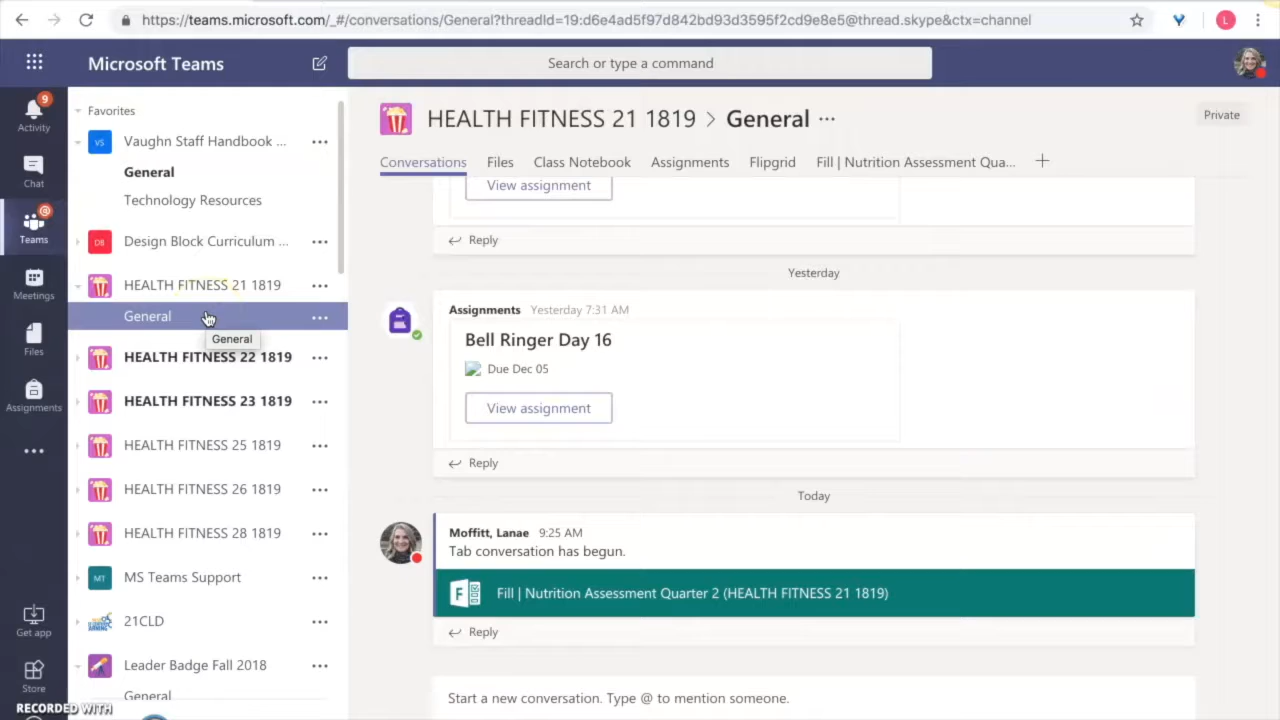 https://teams.microsoft.com/_#/conversations/General?threadId=19:d6e4ad5f97d842bd93d3595f2cd9e8e5@thread.skype&ctx=channel
L
Microsoft Teams
Search or type a command
9
Activity
Chat
@
Teams
Meetings
Files
Assignments
Get app
Store
RECORDED WITH
Favorites
VS
Vaughn Staff Handbook ...
General
Technology Resources
DB
Design Block Curriculum ...
HEALTH FITNESS 21 1819
General
General
HEALTH FITNESS 22 1819
HEALTH FITNESS 23 1819
HEALTH FITNESS 25 1819
HEALTH FITNESS 26 1819
HEALTH FITNESS 28 1819
MT
MS Teams Support
21CLD
Leader Badge Fall 2018
General
HEALTH FITNESS 21 1819 > General ...
Private
Conversations Files Class Notebook Assignments Flipgrid Fill | Nutrition Assessment Qua... +
View assignment
Reply
Yesterday
Assignments Yesterday 7:31 AM
Bell Ringer Day 16
Due Dec 05
View assignment
Reply
Today
Moffitt, Lanae 9:25 AM
Tab conversation has begun.
F
Fill | Nutrition Assessment Quarter 2 (HEALTH FITNESS 21 1819)
Reply
Start a new conversation. Type @ to mention someone.